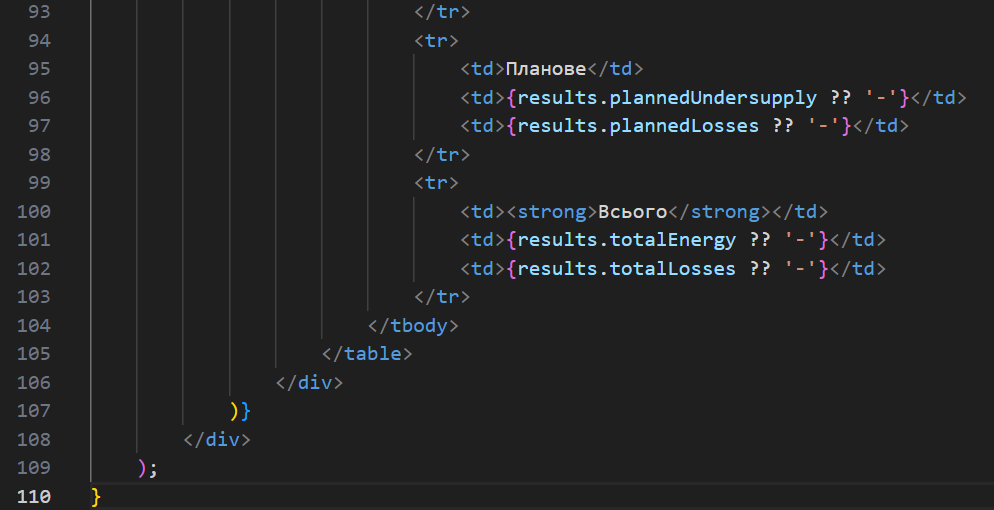 93 </tr>
94 <tr>
95 <td>Планове</td>
96 <td>{results.plannedUndersupply ?? '-'}</td>
97 <td>{results.plannedLosses ?? '-'}</td>
98 </tr>
99 <tr>
100 <td><strong>Всього</strong></td>
101 <td>{results.totalEnergy ?? '-'}</td>
102 <td>{results.totalLosses ?? '-'}</td>
103 </tr>
104 </tbody>
105 </table>
106 </div>
107 )}
108 </div>
109 );
110 }